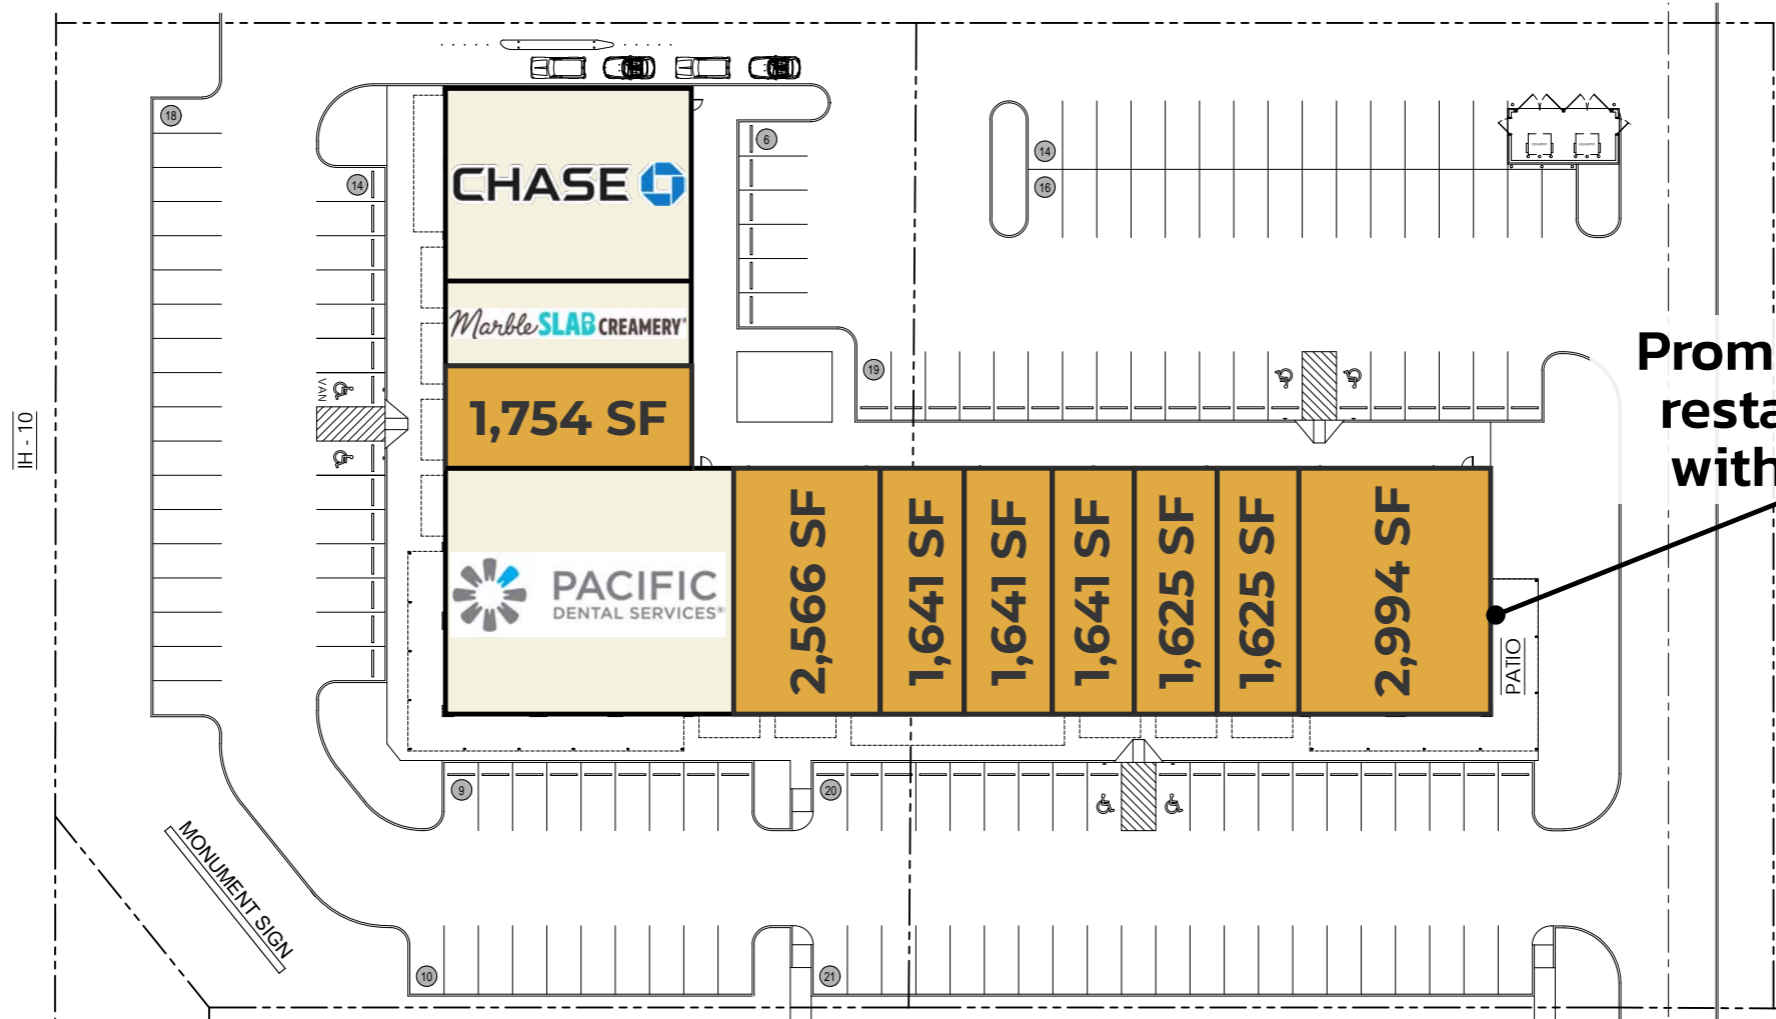 18
14
6
14
16
CHASE
Marble SLAB CREAMERY
19
VAN
IH - 10
1,754 SF
Prom
resta
with
PACIFIC
DENTAL SERVICES®
2,566 SF
1,641 SF
1,641 SF
1,641 SF
1,625 SF
1,625 SF
2,994 SF
PATIO
9
20
MONUMENT SIGN
10
21